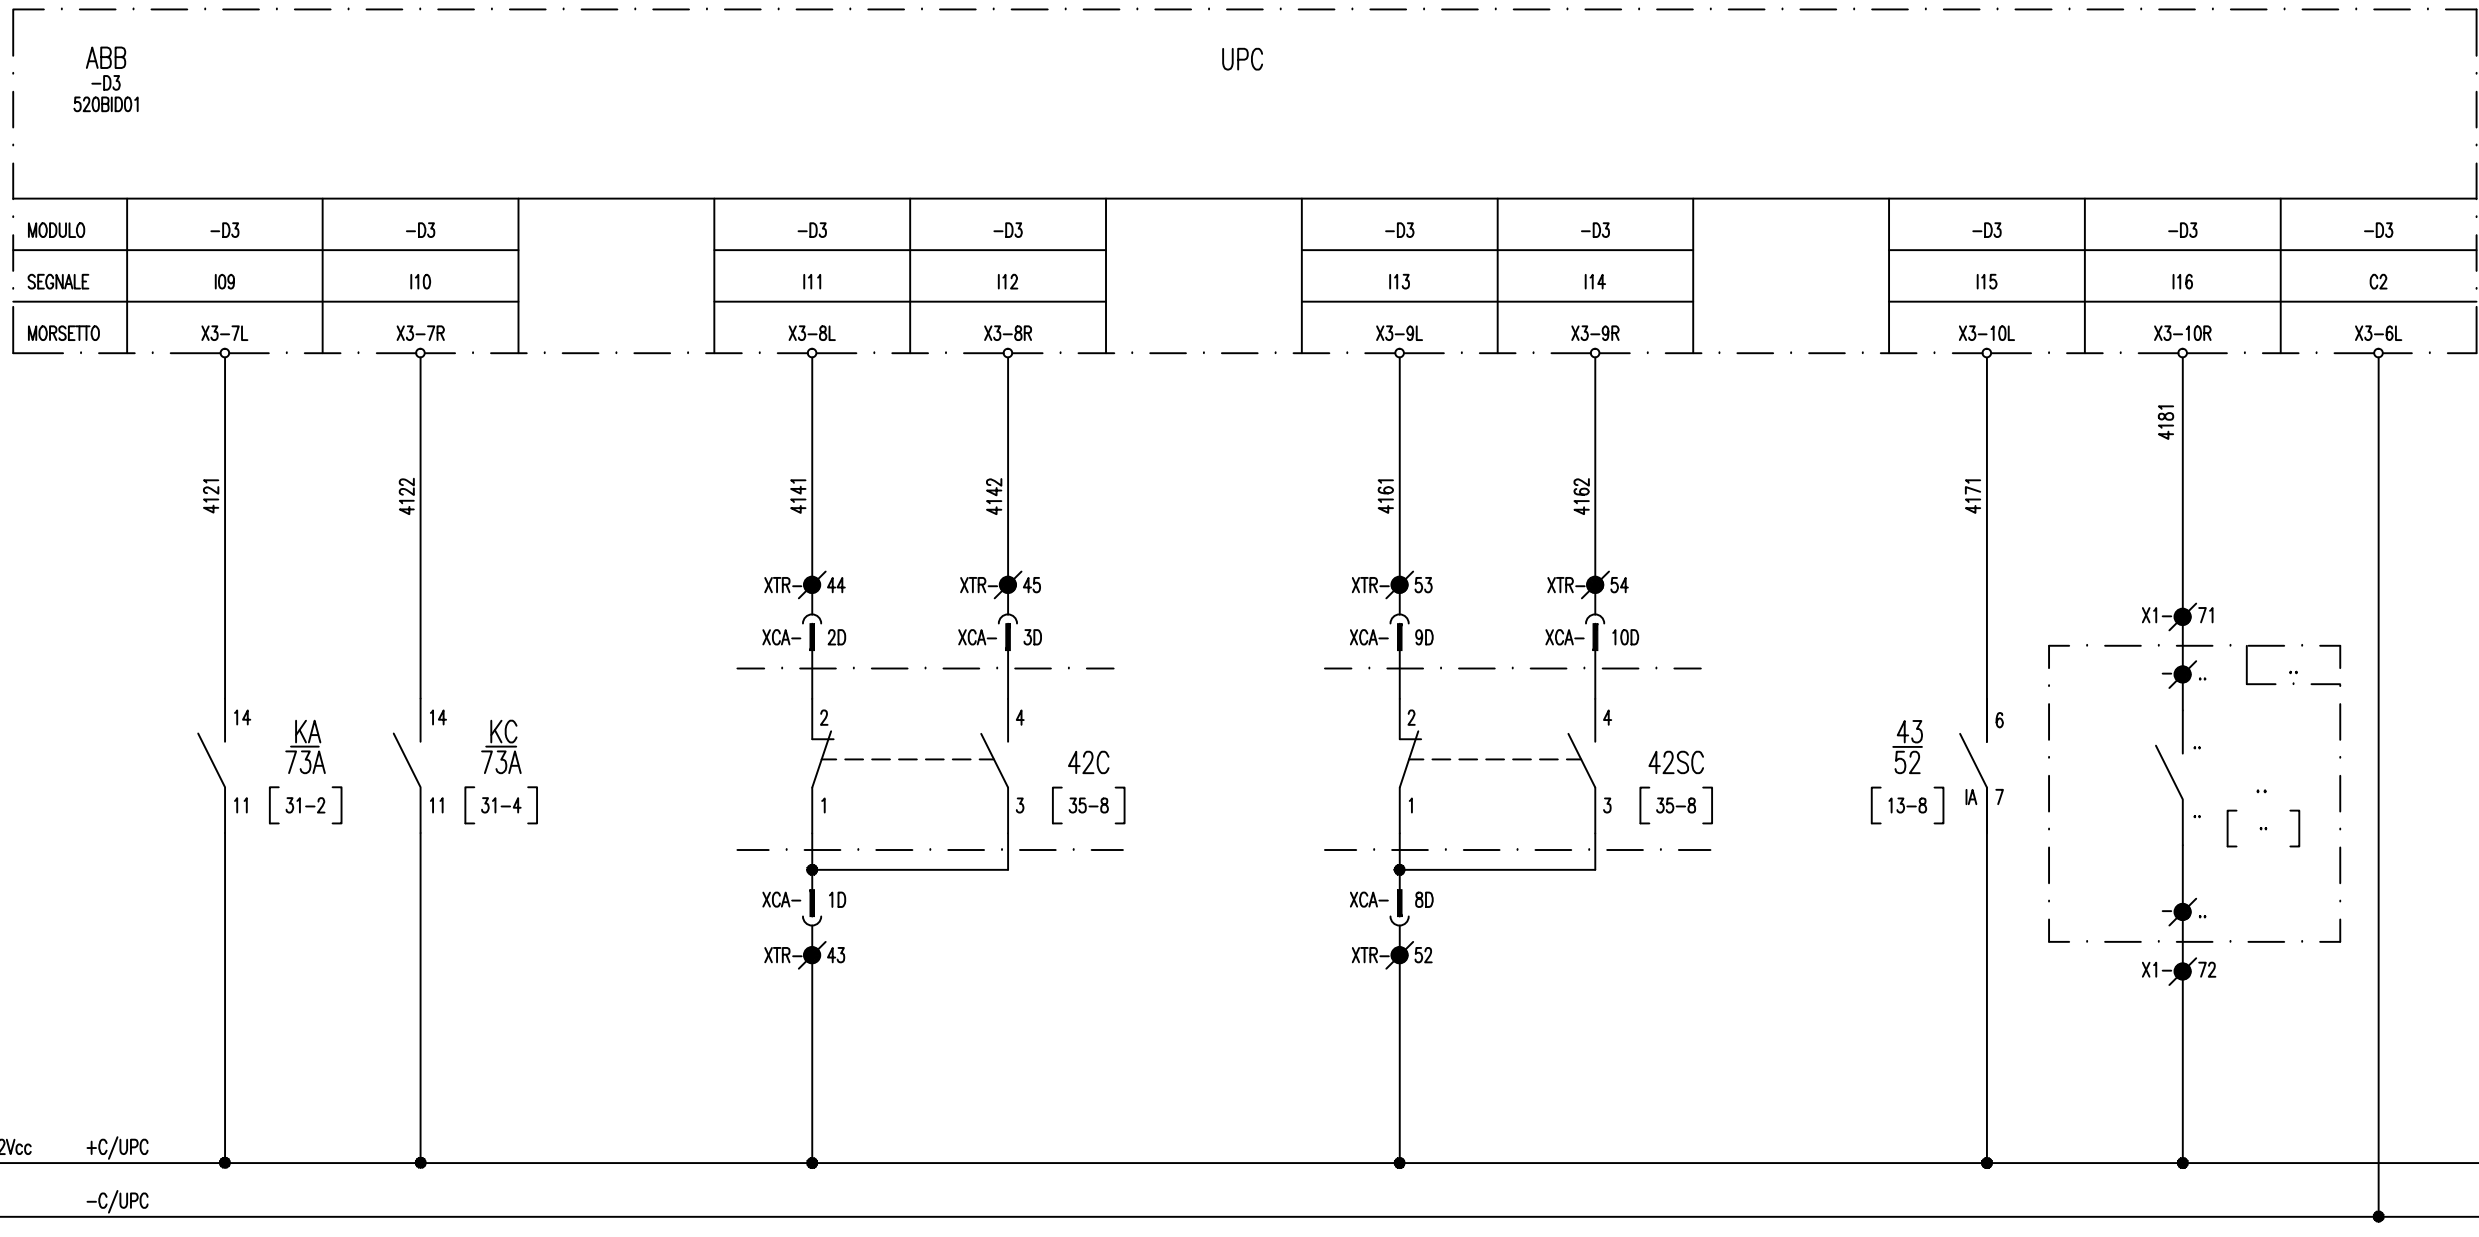 ABB
-D3
520BID01
UPC
MODULO -D3 -D3 -D3 -D3 -D3 -D3 -D3 -D3 -D3
SEGNALE I09 I10 I11 I12 I13 I14 I15 I16 C2
MORSETTO X3-7L X3-7R X3-8L X3-8R X3-9L X3-9R X3-10L X3-10R X3-6L
4181
4121 4122 4141 4142 4161 4162 4171
XTR- 44 XTR- 45 XTR- 53 XTR- 54
X1- 71
XCA- 2D XCA- 3D XCA- 9D XCA- 10D
- .. ..
14 14 2 4 2 4 6
KA KC 43
73A 73A 42C 42SC 52
..
11 [31-2] 11 [31-4] 1 3 [35-8] 1 3 [35-8] [13-8] IA 7
..
.. [ .. ]
XCA- 1D XCA- 8D
- ..
XTR- 43 XTR- 52
X1- 72
2Vcc +C/UPC
-C/UPC